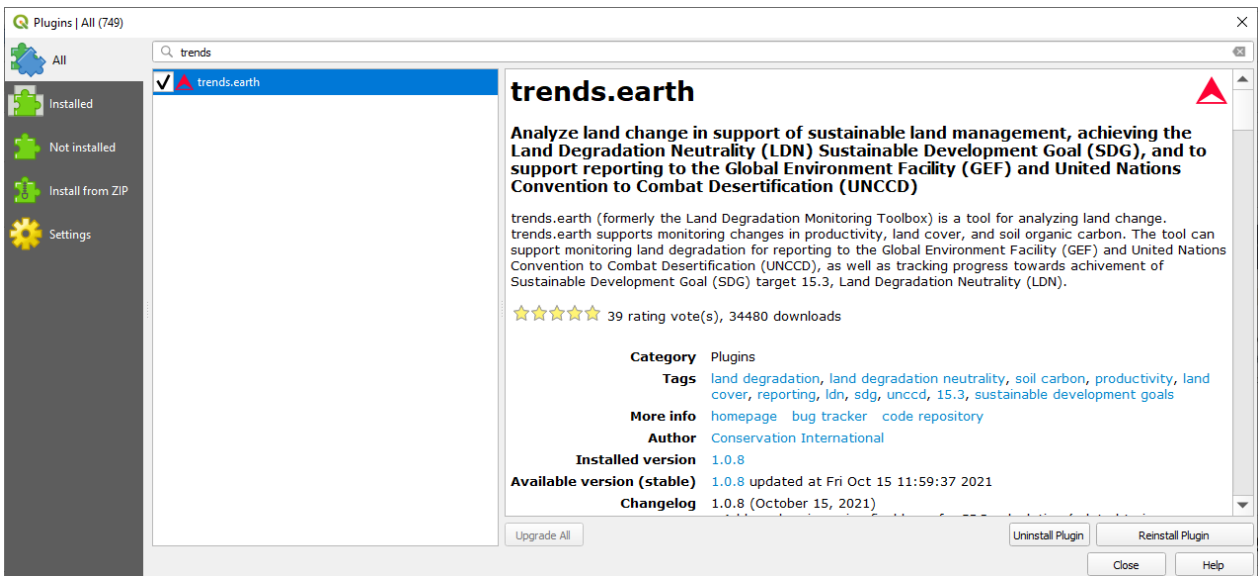 Plugins | All (749)
All
Installed
Not installed
Install from ZIP
Settings
trends
trends.earth
trends.earth
Analyze land change in support of sustainable land management, achieving the
Land Degradation Neutrality (LDN) Sustainable Development Goal (SDG), and to
support reporting to the Global Environment Facility (GEF) and United Nations
Convention to Combat Desertification (UNCCD)
trends.earth (formerly the Land Degradation Monitoring Toolbox) is a tool for analyzing land change.
trends.earth supports monitoring changes in productivity, land cover, and soil organic carbon. The tool can
support monitoring land degradation for reporting to the Global Environment Facility (GEF) and United Nations
Convention to Combat Desertification (UNCCD), as well as tracking progress towards achivement of
Sustainable Development Goal (SDG) target 15.3, Land Degradation Neutrality (LDN).
39 rating vote(s), 34480 downloads
Category Plugins
Tags land degradation, land degradation neutrality, soil carbon, productivity, land
cover, reporting, ldn, sdg, unccd, 15.3, sustainable development goals
More info homepage bug tracker code repository
Author Conservation International
Installed version 1.0.8
Available version (stable) 1.0.8 updated at Fri Oct 15 11:59:37 2021
Changelog 1.0.8 (October 15, 2021)
Upgrade All
Uninstall Plugin
Reinstall Plugin
Close
Help